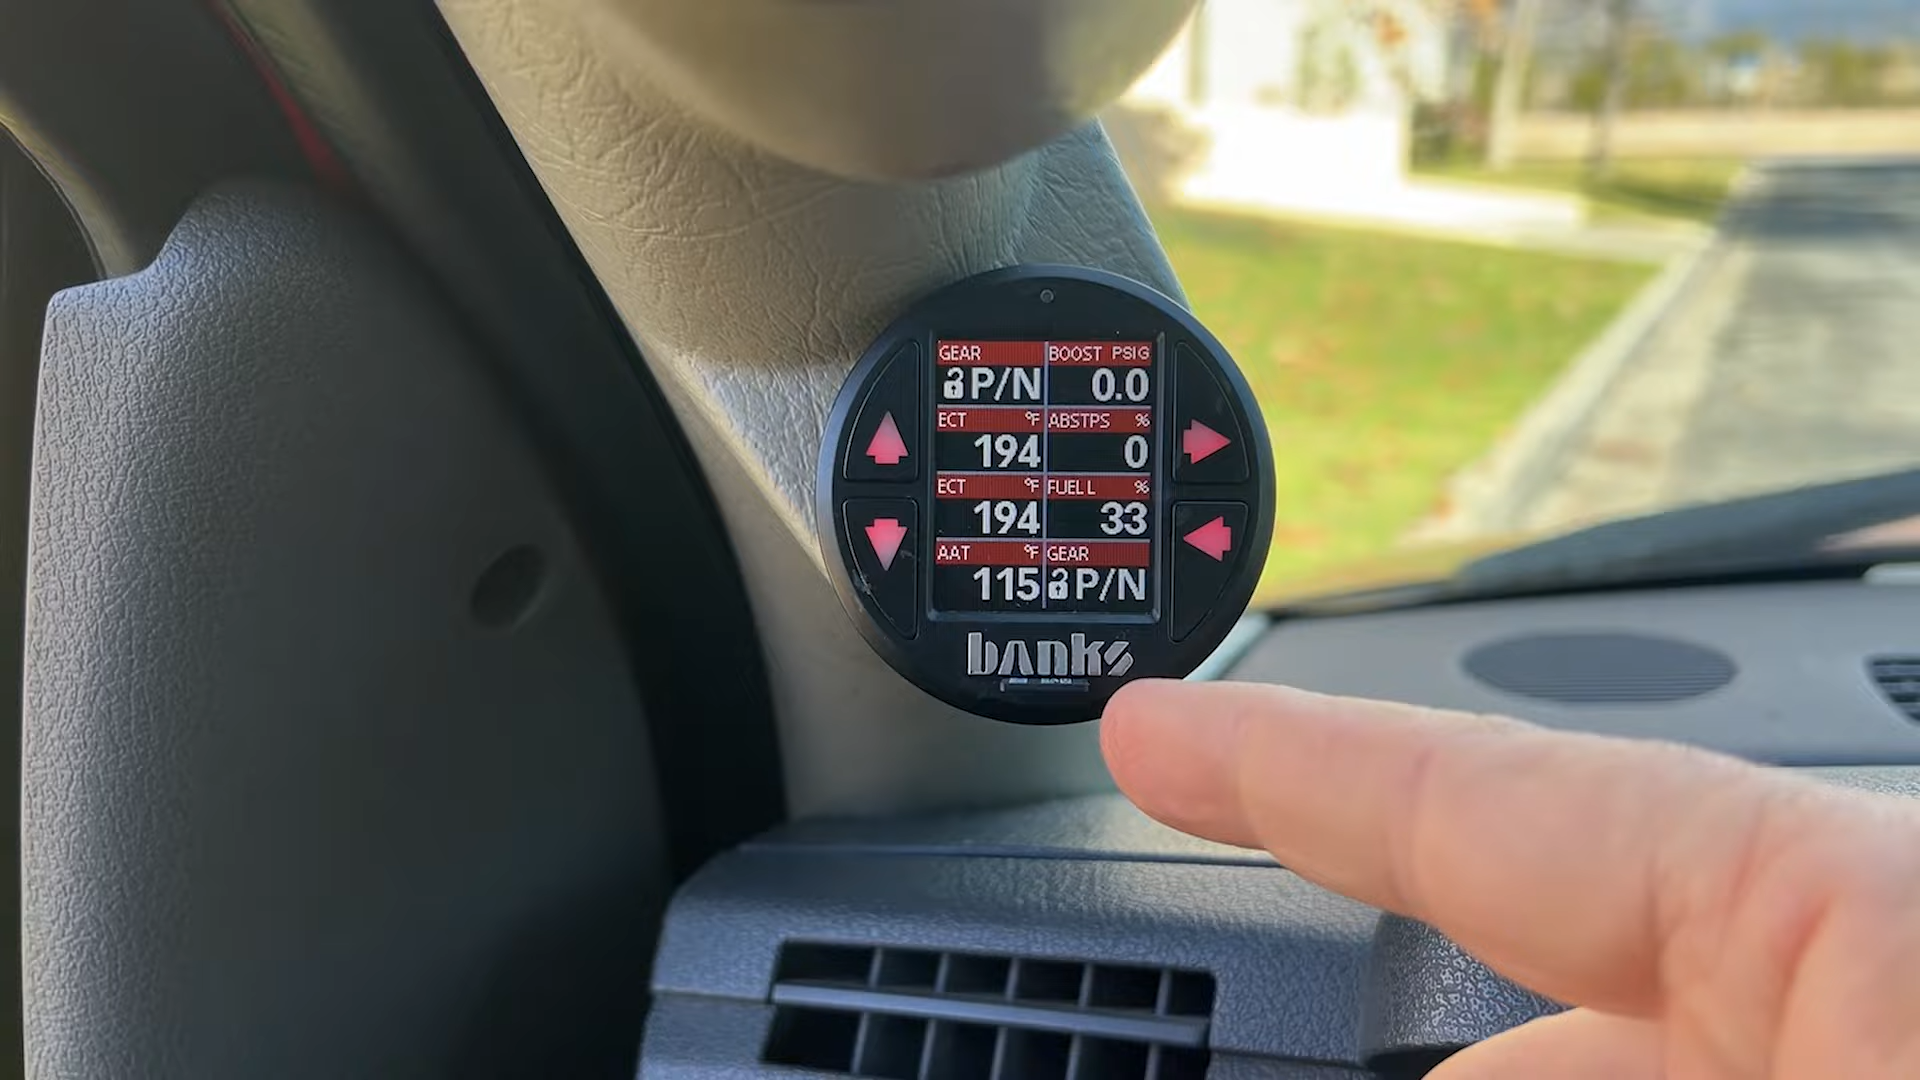 GEAR BOOST PSIG
P/N 0.0
ECT °F ABSTPS %
194 0
ECT °F FUEL L %
194 33
AAT °F GEAR
115 P/N
banks